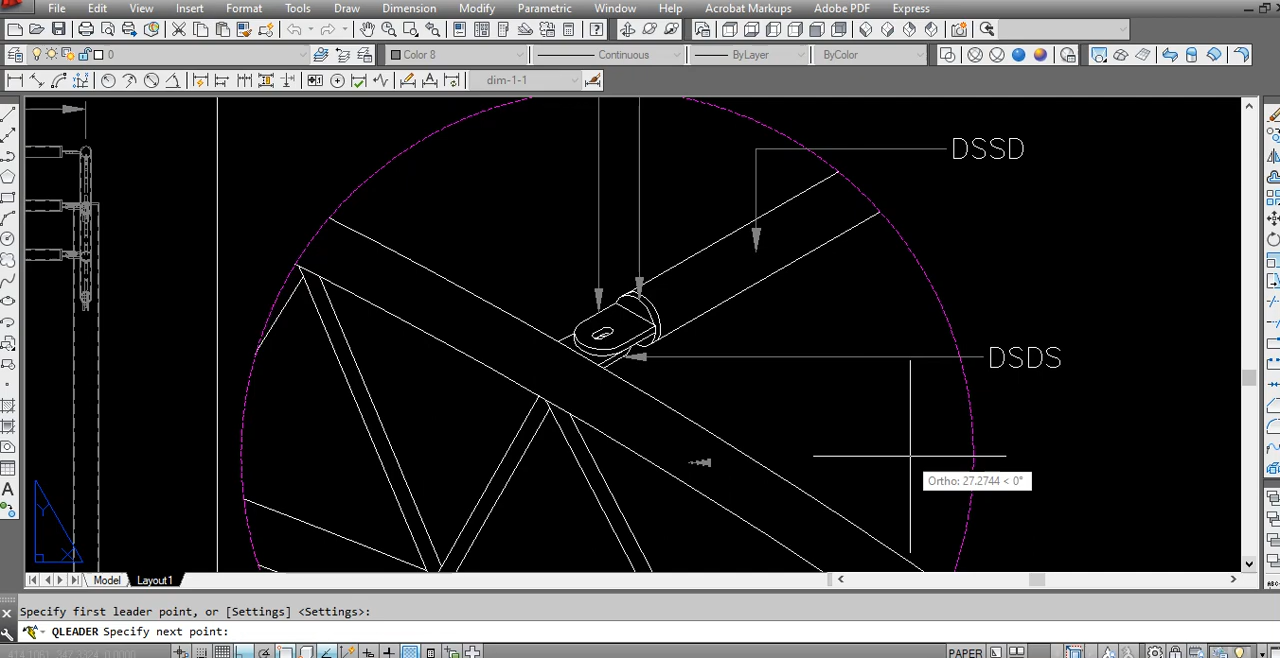 File Edit View Insert Format Tools Draw Dimension Modify Parametric Window Help Acrobat Markups Adobe PDF Express
0 Color 8 Continuous ByLayer ByColor
dim-1-1
DSSD
DSDS
Ortho: 27.2744 < 0°
Y
X
Model Layout1
Specify first leader point, or [Settings] <Settings>:
QLEADER Specify next point:
PAPER